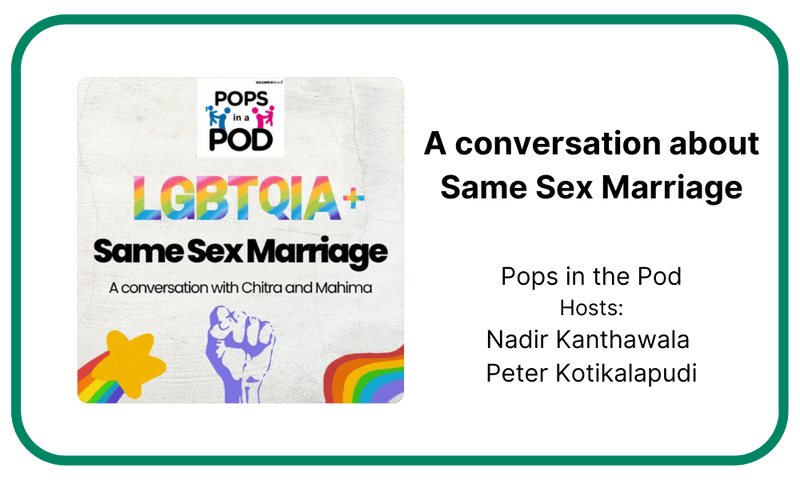 POPS
in a
POD
LGBTQIA+
Same Sex Marriage
A conversation with Chitra and Mahima
A conversation about
Same Sex Marriage
Pops in the Pod
Hosts:
Nadir Kanthawala
Peter Kotikalapudi